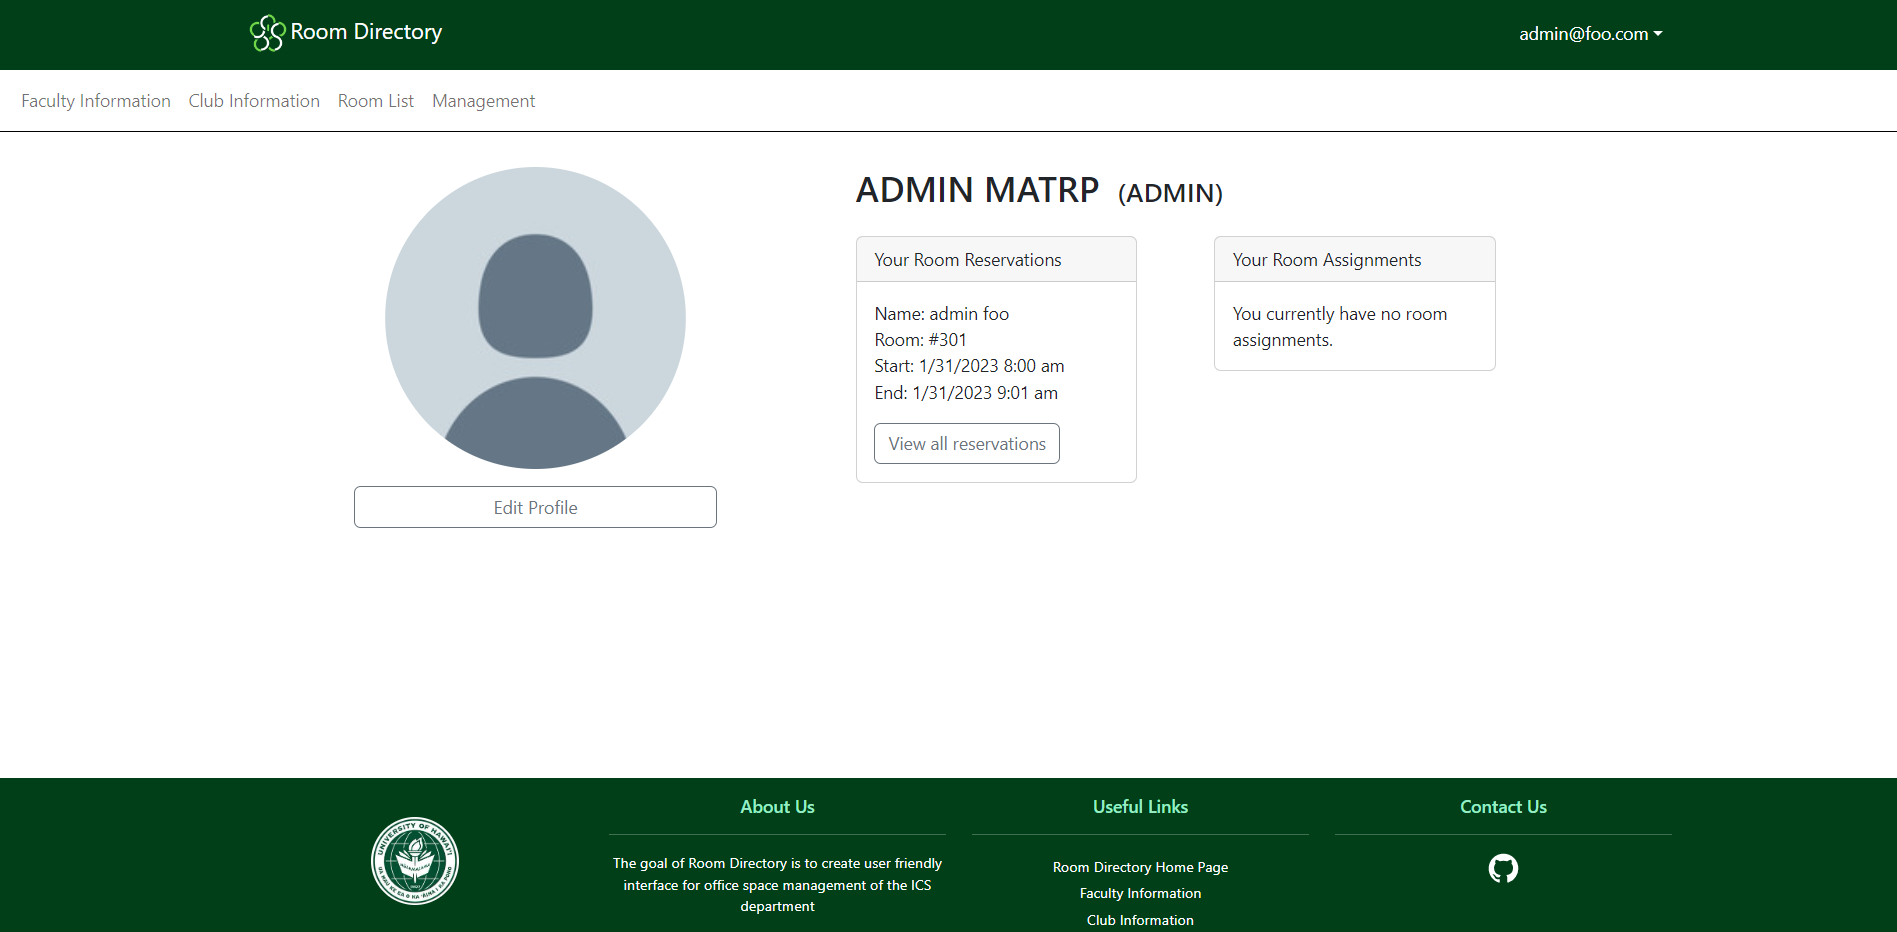 Room Directory
admin@foo.com
Faculty Information Club Information Room List Management
ADMIN MATRP (ADMIN)
Your Room Reservations
Name: admin foo
Room: #301
Start: 1/31/2023 8:00 am
End: 1/31/2023 9:01 am
View all reservations
Your Room Assignments
You currently have no room
assignments.
Edit Profile
UNIVERSITY OF HAWAI'I
1907
About Us
The goal of Room Directory is to create user friendly
interface for office space management of the ICS
department
Useful Links
Room Directory Home Page
Faculty Information
Club Information
Contact Us